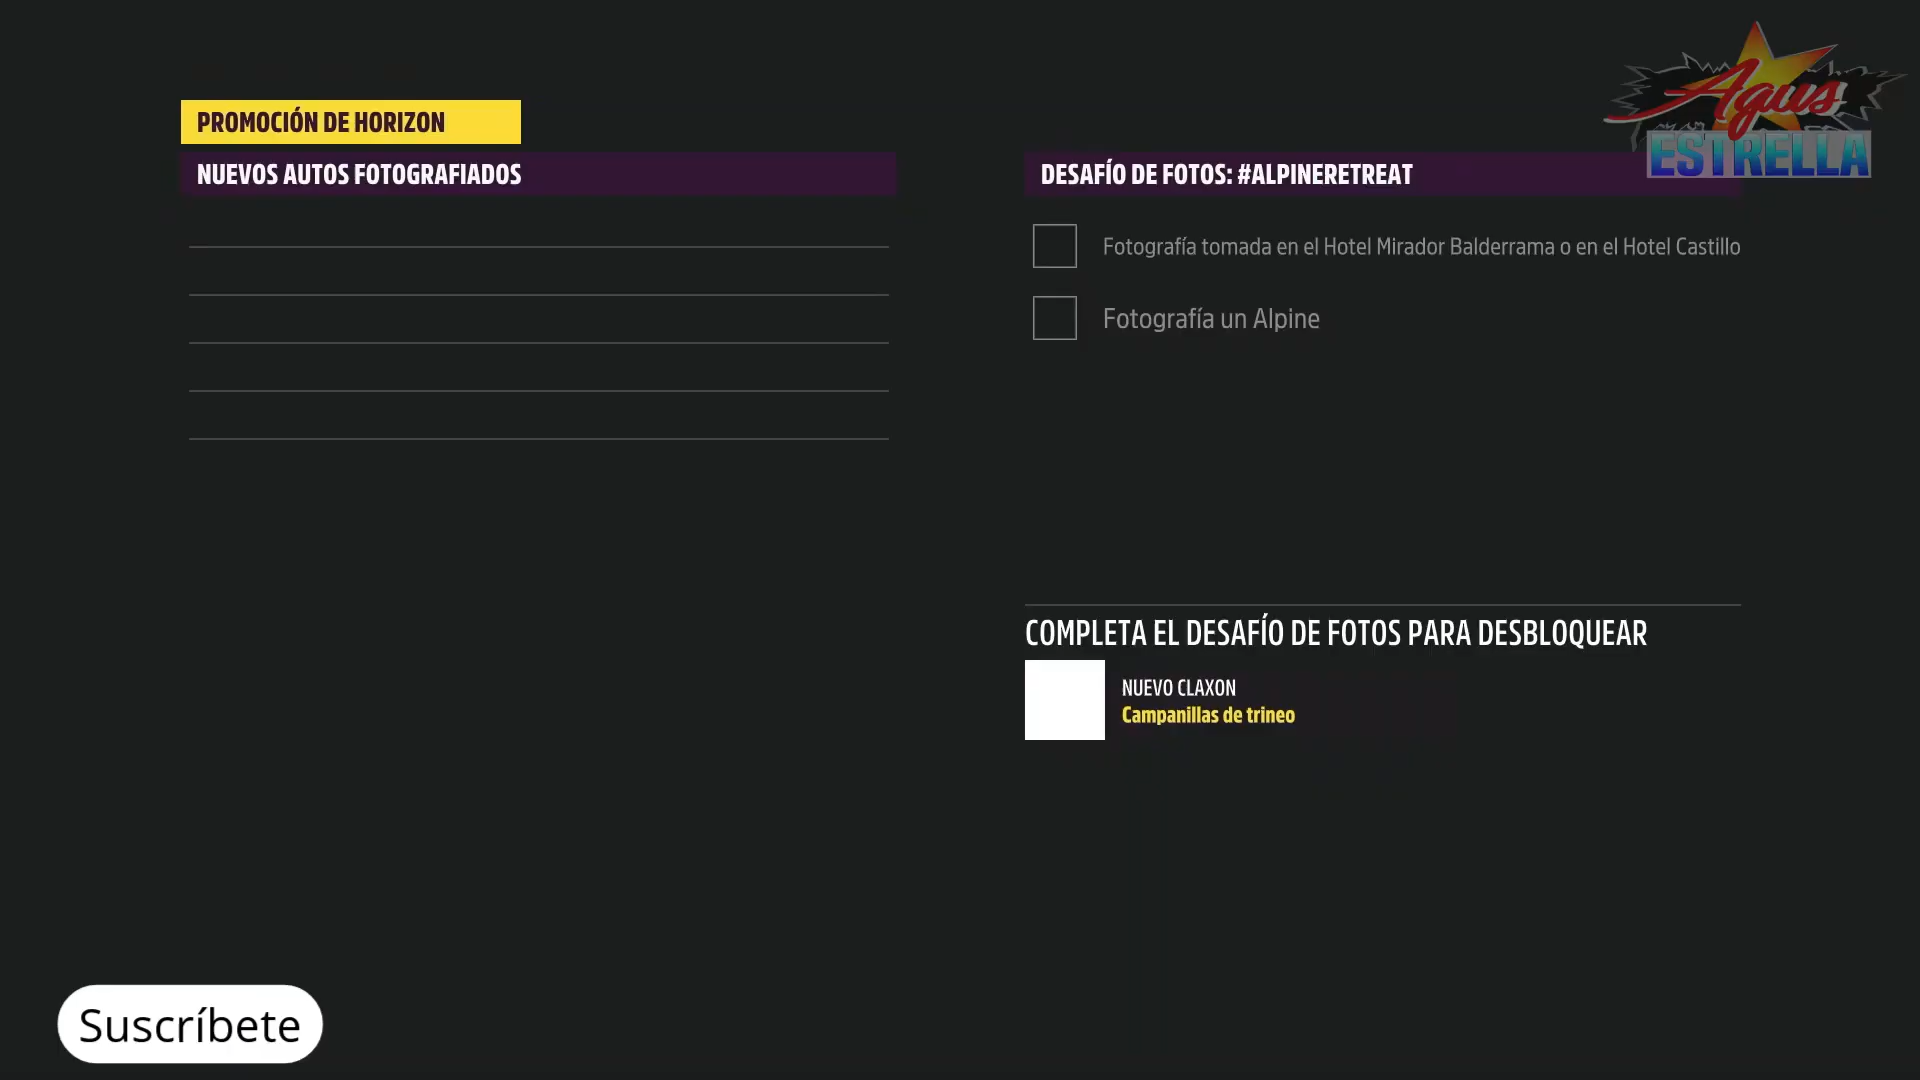 PROMOCIÓN DE HORIZON
NUEVOS AUTOS FOTOGRAFIADOS
DESAFÍO DE FOTOS: #ALPINERETREAT
Fotografía tomada en el Hotel Mirador Balderrama o en el Hotel Castillo
Fotografía un Alpine
COMPLETA EL DESAFÍO DE FOTOS PARA DESBLOQUEAR
NUEVO CLAXON
Campanillas de trineo
Agus
ESTRELLA
Suscríbete